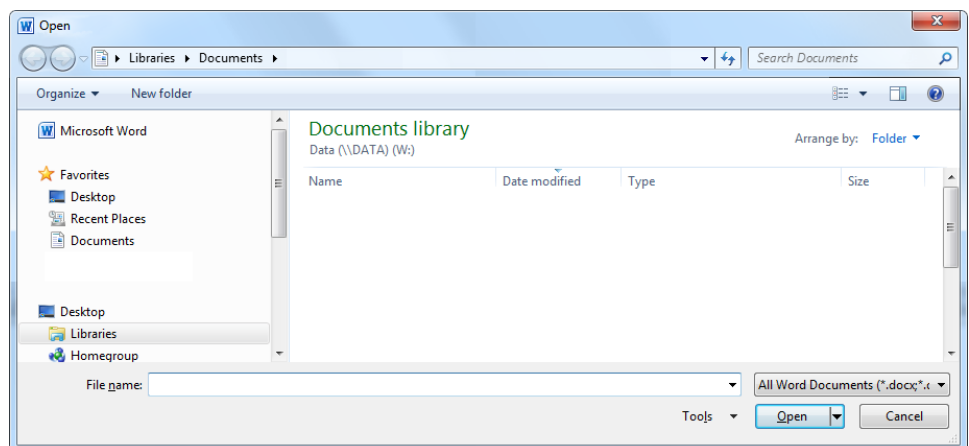 Open
Libraries Documents
Search Documents
Organize New folder
Microsoft Word
Favorites
Desktop
Recent Places
Documents
Desktop
Libraries
Homegroup
Documents library
Data (\\DATA) (W:)
Arrange by: Folder
Name Date modified Type Size
File name:
All Word Documents (*.docx;*.
Tools Open Cancel